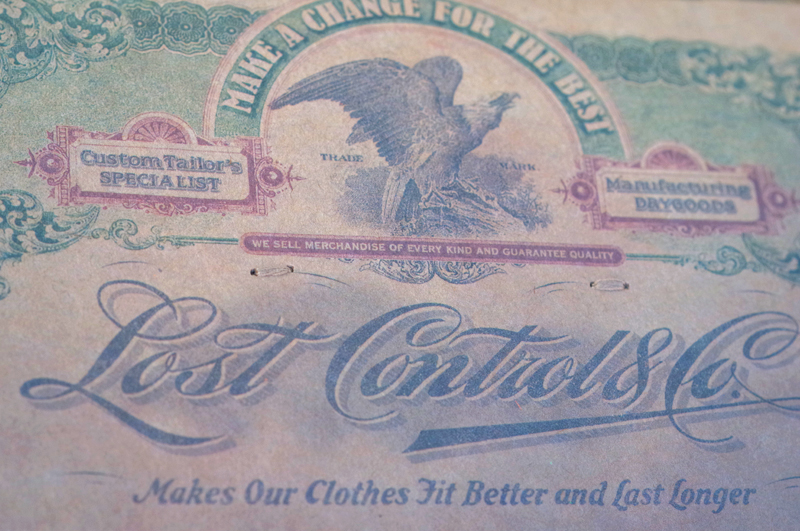 MAKE A CHANGE FOR THE BEST
TRADE MARK
Custom Tailor's
SPECIALIST
Manufacturing
DRYGOODS
WE SELL MERCHANDISE OF EVERY KIND AND GUARANTEE QUALITY
Lost Control & Co.
Makes Our Clothes Fit Better and Last Longer